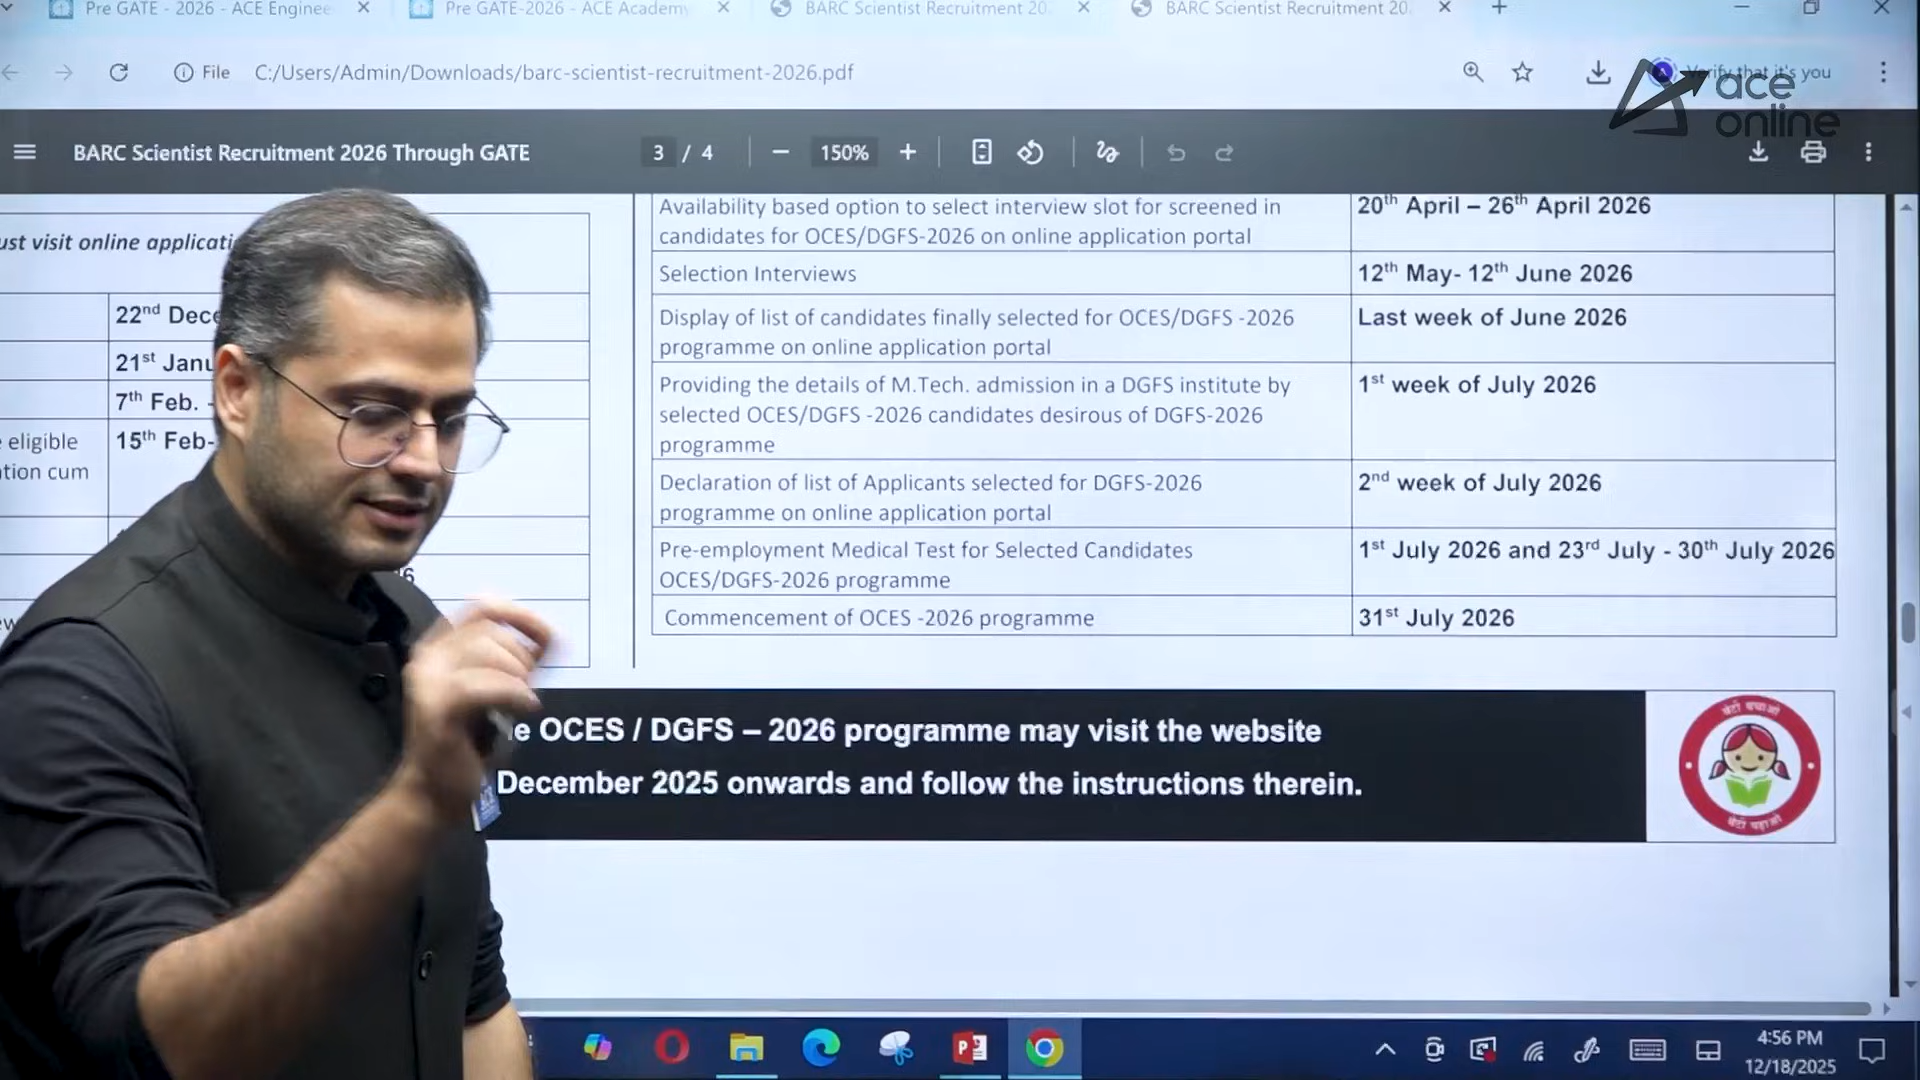 Pre GATE - 2026 - ACE Enginee
Pre GATE-2026 - ACE Academy
BARC Scientist Recruitment 20
BARC Scientist Recruitment 20
File
C:/Users/Admin/Downloads/barc-scientist-recruitment-2026.pdf
Verify that it's you
ace
online
BARC Scientist Recruitment 2026 Through GATE
3 / 4
150%
ust visit online applicati
22nd Dece
21st Janu
7th Feb. -
e eligible
15th Feb-
tion cum
6
ew
Availability based option to select interview slot for screened in
candidates for OCES/DGFS-2026 on online application portal
20th April – 26th April 2026
Selection Interviews
12th May- 12th June 2026
Display of list of candidates finally selected for OCES/DGFS -2026
programme on online application portal
Last week of June 2026
Providing the details of M.Tech. admission in a DGFS institute by
selected OCES/DGFS -2026 candidates desirous of DGFS-2026
programme
1st week of July 2026
Declaration of list of Applicants selected for DGFS-2026
programme on online application portal
2nd week of July 2026
Pre-employment Medical Test for Selected Candidates
OCES/DGFS-2026 programme
1st July 2026 and 23rd July - 30th July 2026
Commencement of OCES -2026 programme
31st July 2026
e OCES / DGFS – 2026 programme may visit the website
December 2025 onwards and follow the instructions therein.
बेटी बचाओ
बेटी पढ़ाओ
4:56 PM
12/18/2025